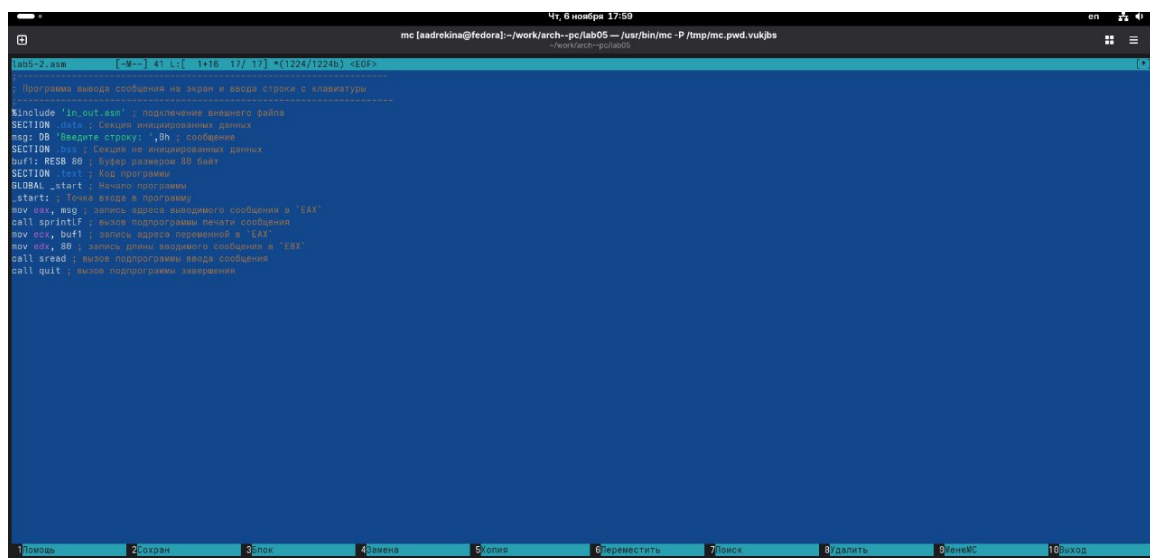 Чт, 6 ноября 17:59
en
mc [aadrekina@fedora]:~/work/arch--pc/lab05 — /usr/bin/mc -P /tmp/mc.pwd.vukjbs
~/work/arch--pc/lab05
lab5-2.asm [-M--] 41 L:[ 1+16 17/ 17] *(1224/1224b) <EOF> [*]
;---------------------------------------------------------------
; Программа вывода сообщения на экран и ввода строки с клавиатуры
;---------------------------------------------------------------
%include 'in_out.asm' ; подключение внешнего файла
SECTION .data ; Секция инициированных данных
msg: DB 'Введите строку: ',0h ; сообщение
SECTION .bss ; Секция не инициированных данных
buf1: RESB 80 ; Буфер размером 80 байт
SECTION .text ; Код программы
GLOBAL _start ; Начало программы
_start: ; Точка входа в программу
mov eax, msg ; запись адреса выводимого сообщения в `EAX`
call sprintLF ; вызов подпрограммы печати сообщения
mov ecx, buf1 ; запись адреса переменной в `EAX`
mov edx, 80 ; запись длины вводимого сообщения в `EBX`
call sread ; вызов подпрограммы ввода сообщения
call quit ; вызов подпрограммы завершения
1Помощь 2Сохран 3Блок 4Замена 5Копия 6Переместить 7Поиск 8Удалить 9МенюMC 10Выход